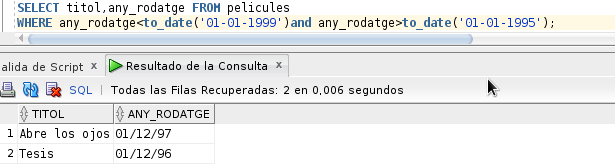 SELECT titol,any_rodatge FROM pelicules
WHERE any_rodatge<to_date('01-01-1999')and any_rodatge>to_date('01-01-1995');
alida de Script x Resultado de la Consulta x
SQL | Todas las Filas Recuperadas: 2 en 0,006 segundos
TITOL ANY_RODATGE
1 Abre los ojos 01/12/97
2 Tesis 01/12/96